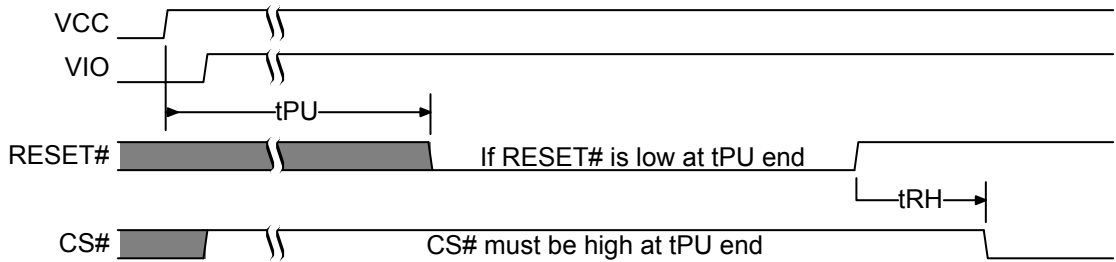 VCC
VIO
tPU
RESET#
If RESET# is low at tPU end
tRH
CS#
CS# must be high at tPU end